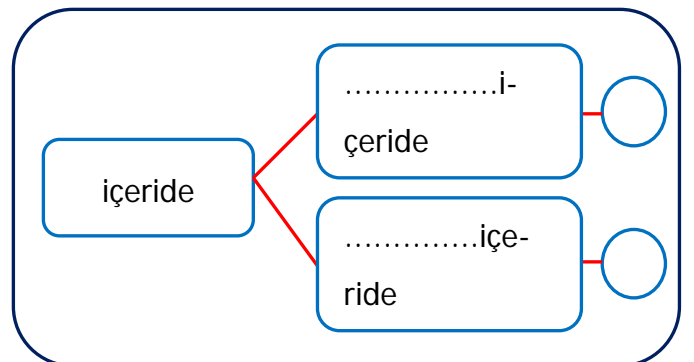 içeride
................i-
çeride
..............içe-
ride